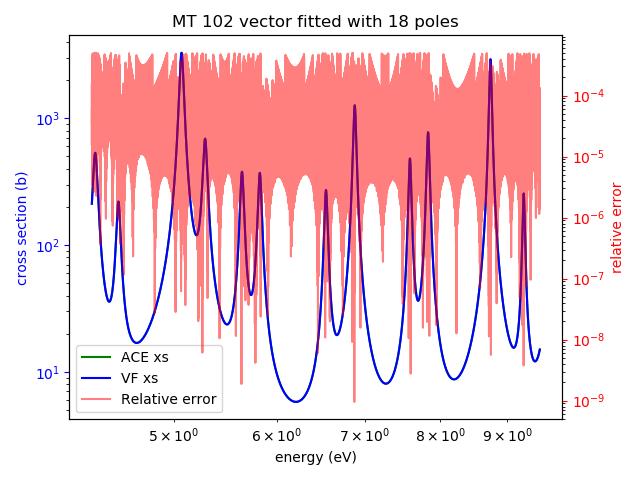 MT 102 vector fitted with 18 poles
10³
10²
10¹
cross section (b)
10⁻⁴
10⁻⁵
10⁻⁶
10⁻⁷
10⁻⁸
10⁻⁹
relative error
ACE xs
VF xs
Relative error
5 × 10⁰ 6 × 10⁰ 7 × 10⁰ 8 × 10⁰ 9 × 10⁰
energy (eV)